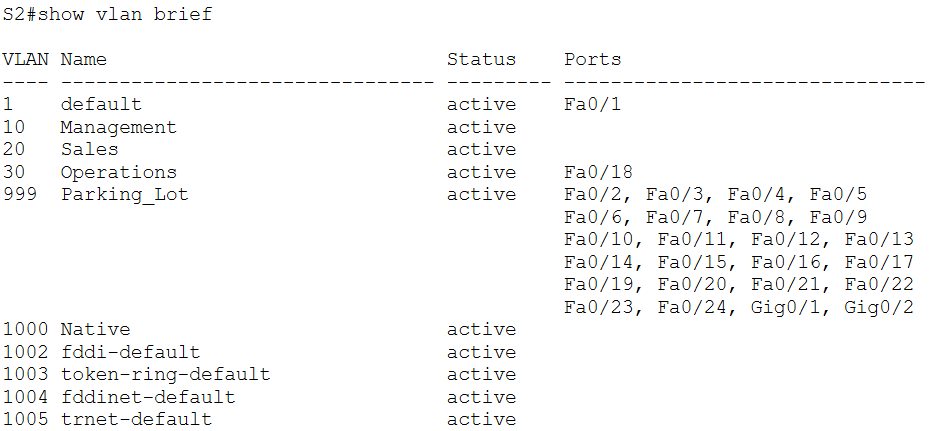 S2#show vlan brief
VLAN Name                             Status    Ports
---- -------------------------------- --------- -------------------------------
1    default                          active    Fa0/1
10   Management                       active
20   Sales                            active
30   Operations                       active    Fa0/18
999  Parking_Lot                      active    Fa0/2, Fa0/3, Fa0/4, Fa0/5
                                                Fa0/6, Fa0/7, Fa0/8, Fa0/9
                                                Fa0/10, Fa0/11, Fa0/12, Fa0/13
                                                Fa0/14, Fa0/15, Fa0/16, Fa0/17
                                                Fa0/19, Fa0/20, Fa0/21, Fa0/22
                                                Fa0/23, Fa0/24, Gig0/1, Gig0/2
1000 Native                           active
1002 fddi-default                     active
1003 token-ring-default               active
1004 fddinet-default                  active
1005 trnet-default                    active